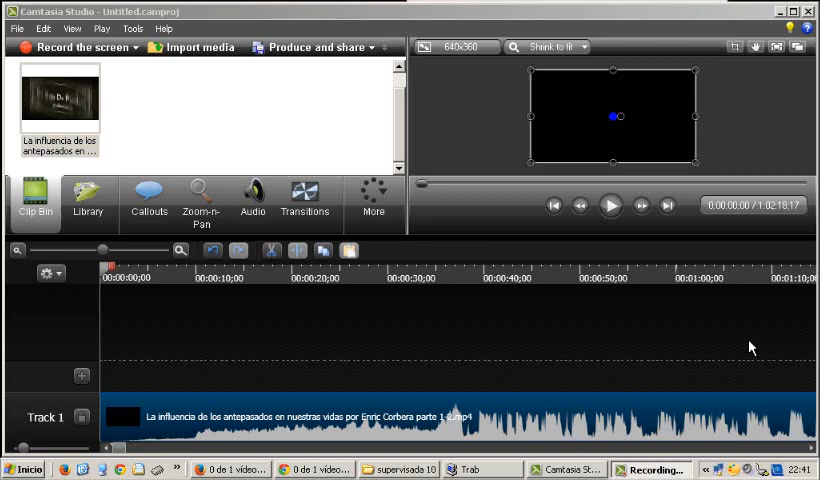 Camtasia Studio - Untitled.camproj
File Edit View Play Tools Help
Record the screen Import media Produce and share
640x360 Shrink to fit
La influencia de los
antepasados en ...
Clip Bin Library Callouts Zoom-n-
Pan Audio Transitions More
0:00:00;00 / 1:02:18;17
00:00:00;00 00:00:10;00 00:00:20;00 00:00:30;00 00:00:40;00 00:00:50;00 00:01:00;00 00:01:10;00
Track 1 La influencia de los antepasados en nuestras vidas por Enric Corbera parte 1-2.mp4
Inicio 0 de 1 vídeo... 0 de 1 vídeo... supervisada 10 Trab Camtasia St... Recording... 22:41